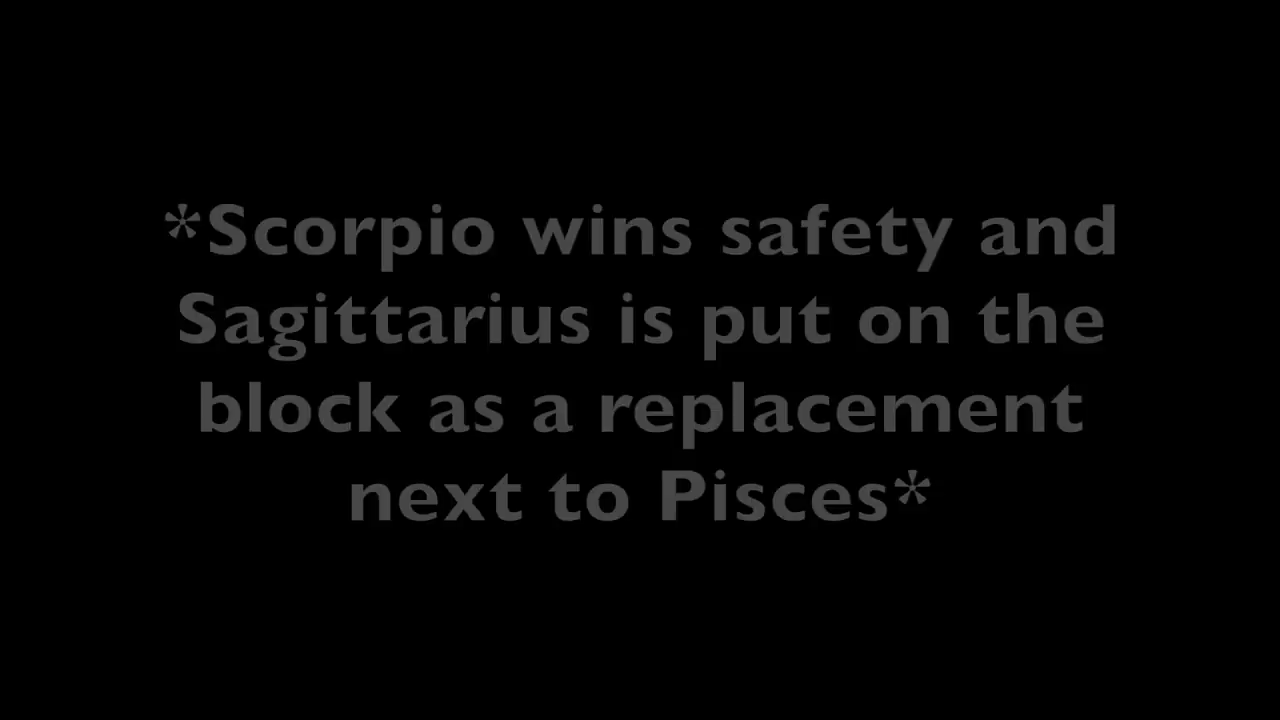 *Scorpio wins safety and
Sagittarius is put on the
block as a replacement
next to Pisces*